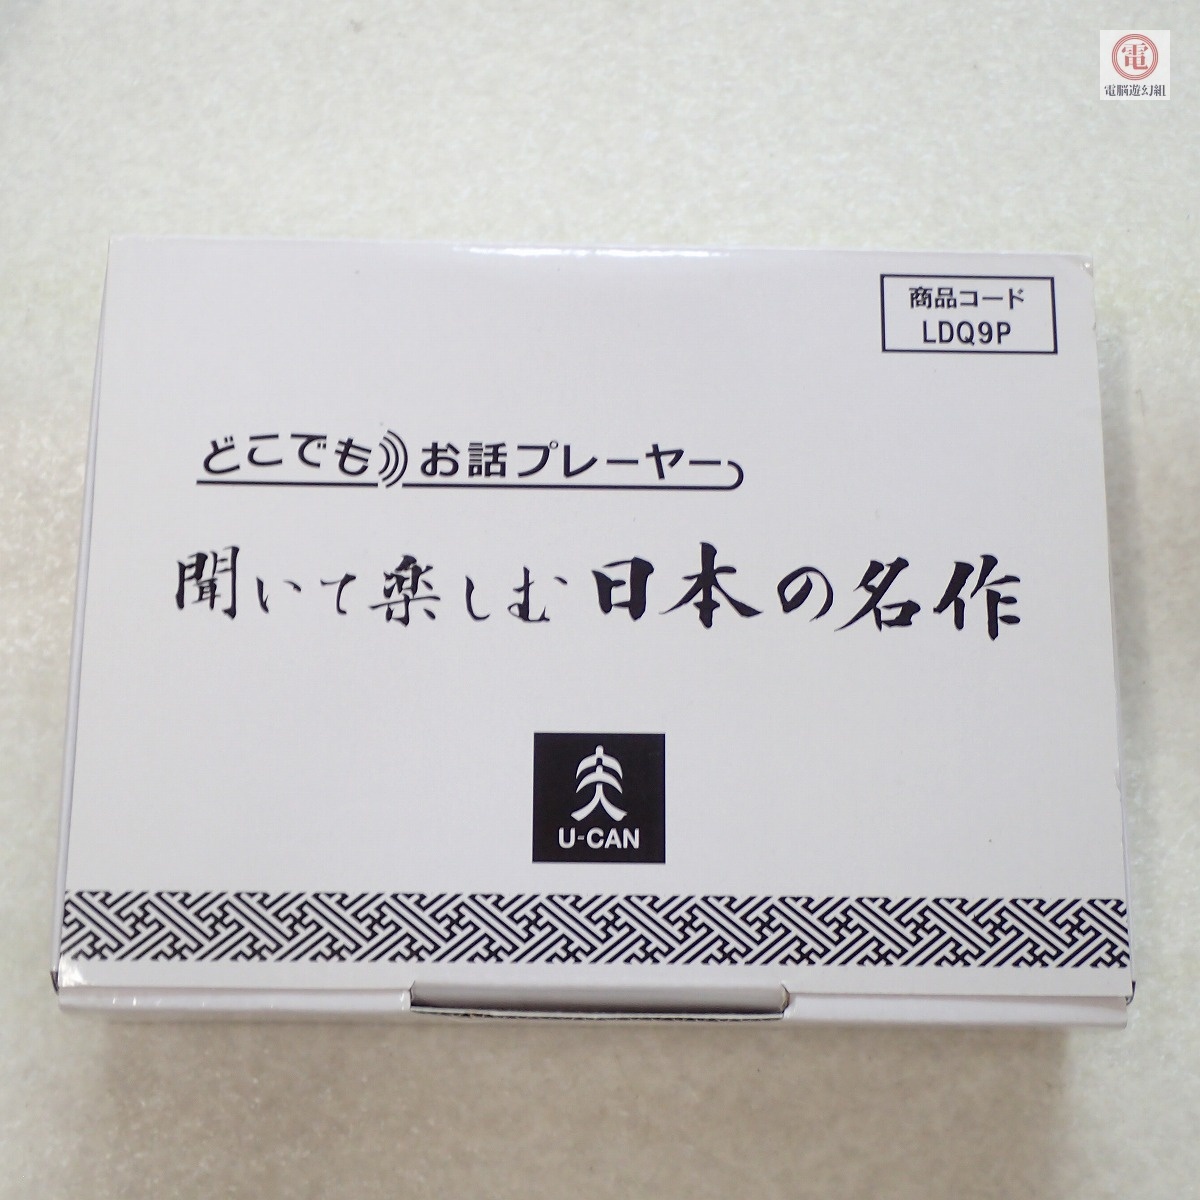 電
電脳遊幻組
商品コード
LDQ9P
どこでも お話プレーヤー
聞いて楽しむ日本の名作
U-CAN